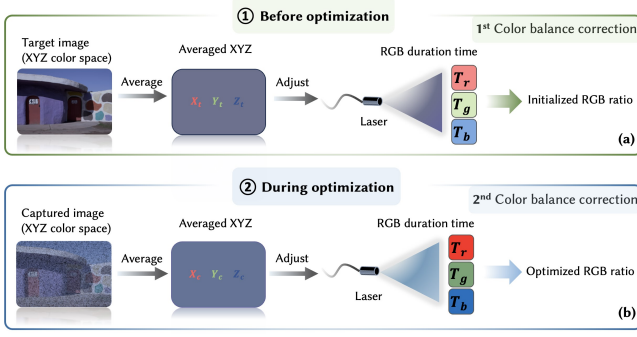 ① Before optimization
1st Color balance correction
Target image
(XYZ color space)
Averaged XYZ
RGB duration time
Average
Adjust
Xt Yt Zt
Laser
Tr
Tg
Tb
Initialized RGB ratio
(a)
② During optimization
2nd Color balance correction
Captured image
(XYZ color space)
Averaged XYZ
RGB duration time
Average
Adjust
Xc Yc Zc
Laser
Tr
Tg
Tb
Optimized RGB ratio
(b)